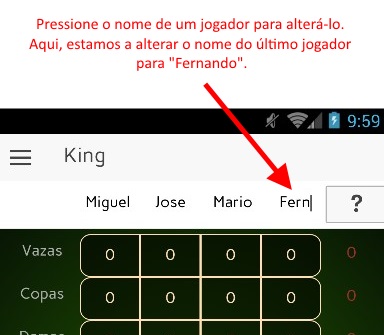 Pressione o nome de um jogador para alterá-lo.
Aqui, estamos a alterar o nome do último jogador
para "Fernando".
9:59
King
Miguel Jose Mario Fern ?
Vazas 0 0 0 0 0
Copas 0 0 0 0 0